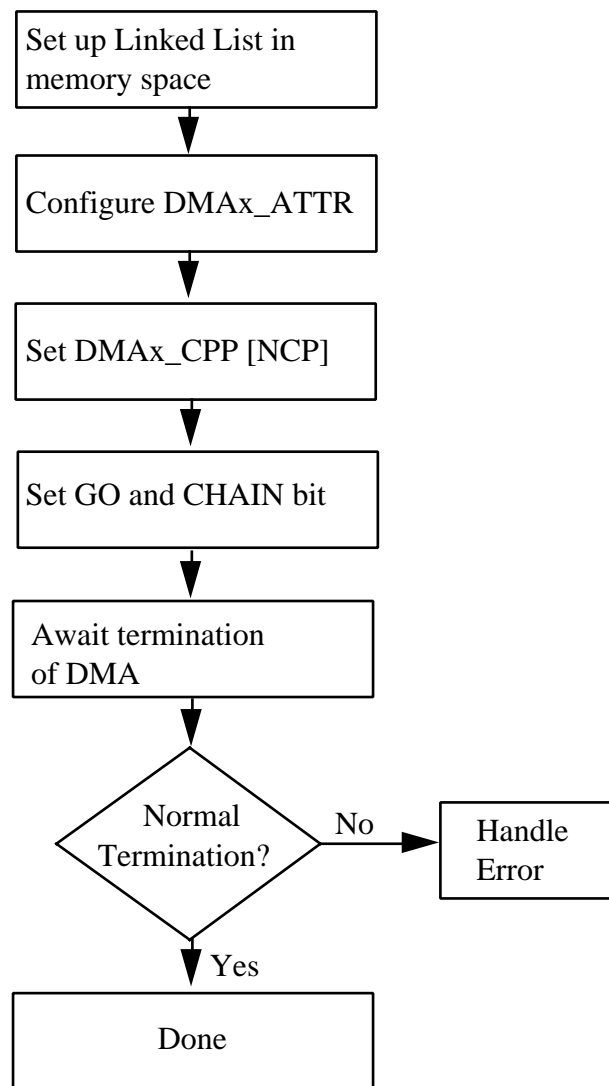 Set up Linked List in
memory space
Configure DMAx_ATTR
Set DMAx_CPP [NCP]
Set GO and CHAIN bit
Await termination
of DMA
Normal
Termination?
No
Handle
Error
Yes
Done